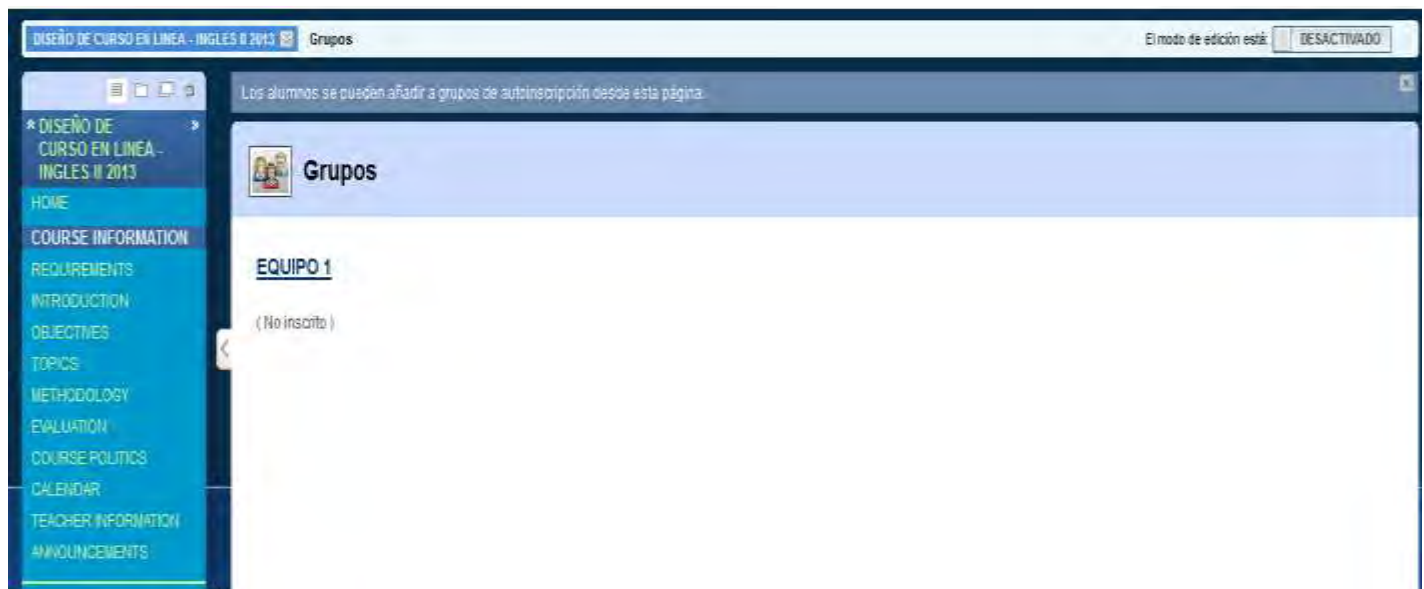 DISEÑO DE CURSO EN LINEA - INGLES II 2013 Grupos
El modo de edición está: DESACTIVADO
Los alumnos se pueden añadir a grupos de autoinscripción desde esta página.
DISEÑO DE
CURSO EN LINEA -
INGLES II 2013
HOME
COURSE INFORMATION
REQUIREMENTS
INTRODUCTION
OBJECTIVES
TOPICS
METHODOLOGY
EVALUATION
COURSE POLITICS
CALENDAR
TEACHER INFORMATION
ANNOUNCEMENTS
Grupos
EQUIPO 1
( No inscrito )